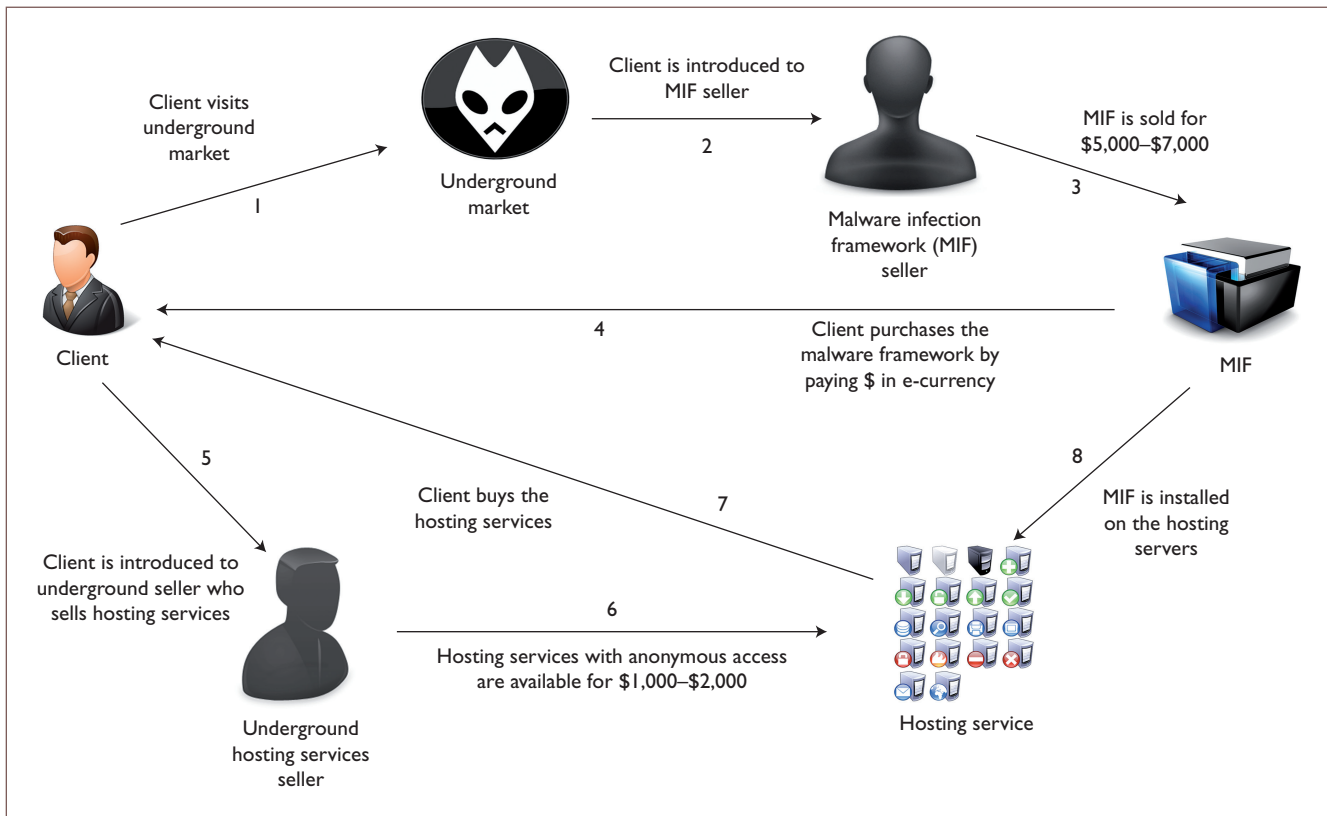 Client visits
underground
market
1
Underground
market
Client is introduced to
MIF seller
2
Malware infection
framework (MIF)
seller
MIF is sold for
$5,000–$7,000
3
MIF
4
Client purchases the
malware framework by
paying $ in e-currency
Client
5
Client is introduced to
underground seller who
sells hosting services
Underground
hosting services
seller
6
Hosting services with anonymous access
are available for $1,000–$2,000
Client buys the
hosting services
7
8
MIF is installed
on the hosting
servers
Hosting service